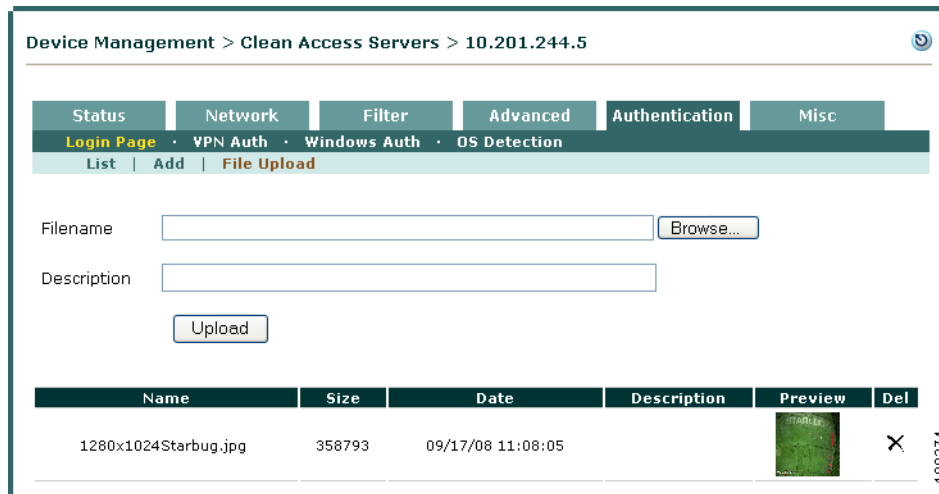 Device Management > Clean Access Servers > 10.201.244.5
Status Network Filter Advanced Authentication Misc
Login Page · VPN Auth · Windows Auth · OS Detection
List | Add | File Upload
Filename Browse...
Description
Upload
Name Size Date Description Preview Del
1280x1024Starbug.jpg 358793 09/17/08 11:08:05